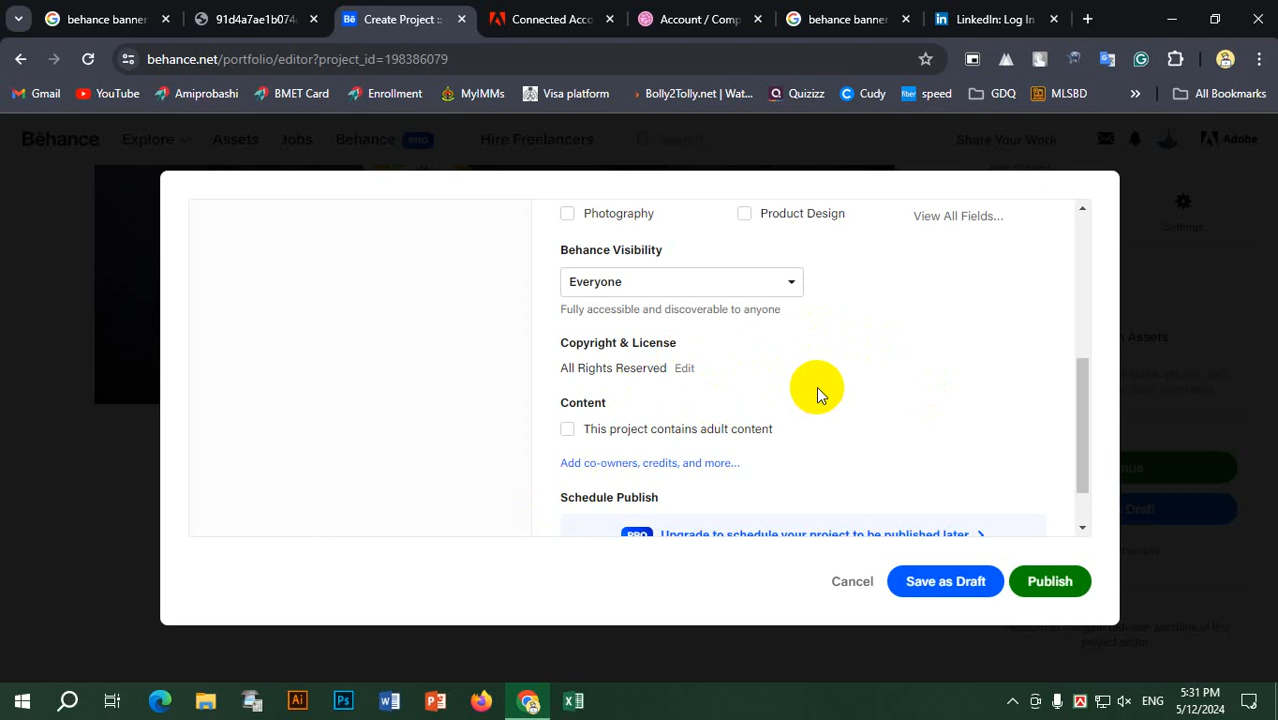 behance banner
91d4a7ae1b074
Create Project ::
Connected Acco
Account / Comp
behance banner
LinkedIn: Log In
behance.net/portfolio/editor?project_id=198386079
Gmail
YouTube
Amiprobashi
BMET Card
Enrollment
MyIMMs
Visa platform
Bolly2Tolly.net | Wat...
Quizizz
Cudy
speed
GDQ
MLSBD
All Bookmarks
Bēhance
Explore
Assets
Jobs
Behance PRO
Hire Freelancers
Search
Share Your Work
Adobe
Settings
Photography
Product Design
View All Fields...
Behance Visibility
Everyone
Fully accessible and discoverable to anyone
Copyright & License
All Rights Reserved Edit
Content
This project contains adult content
Add co-owners, credits, and more...
Schedule Publish
PRO Upgrade to schedule your project to be published later
Cancel
Save as Draft
Publish
ENG
5:31 PM
5/12/2024